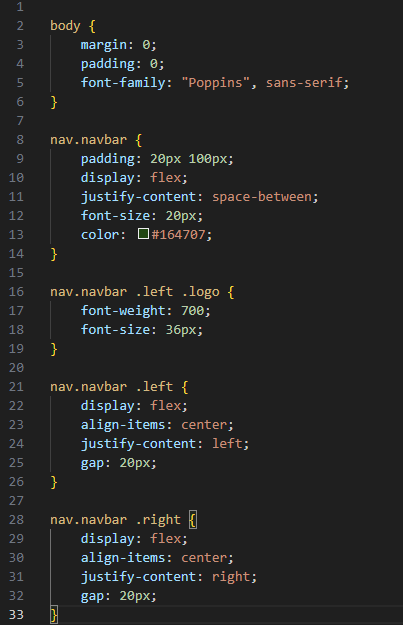 1
2 body {
3     margin: 0;
4     padding: 0;
5     font-family: "Poppins", sans-serif;
6 }
7
8 nav.navbar {
9     padding: 20px 100px;
10     display: flex;
11     justify-content: space-between;
12     font-size: 20px;
13     color: #164707;
14 }
15
16 nav.navbar .left .logo {
17     font-weight: 700;
18     font-size: 36px;
19 }
20
21 nav.navbar .left {
22     display: flex;
23     align-items: center;
24     justify-content: left;
25     gap: 20px;
26 }
27
28 nav.navbar .right {
29     display: flex;
30     align-items: center;
31     justify-content: right;
32     gap: 20px;
33 }